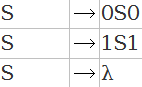 S → 0S0
S → 1S1
S → λ